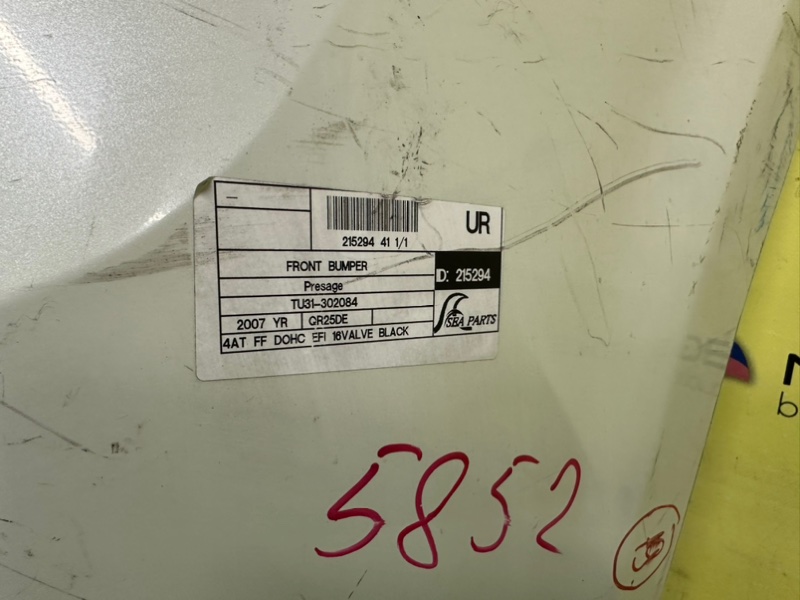 —
UR
215294 41 1/1
FRONT BUMPER
ID: 215294
Presage
TU31-302084
2007 YR QR25DE
SEA PARTS
4AT FF DOHC EFI 16VALVE BLACK
5852